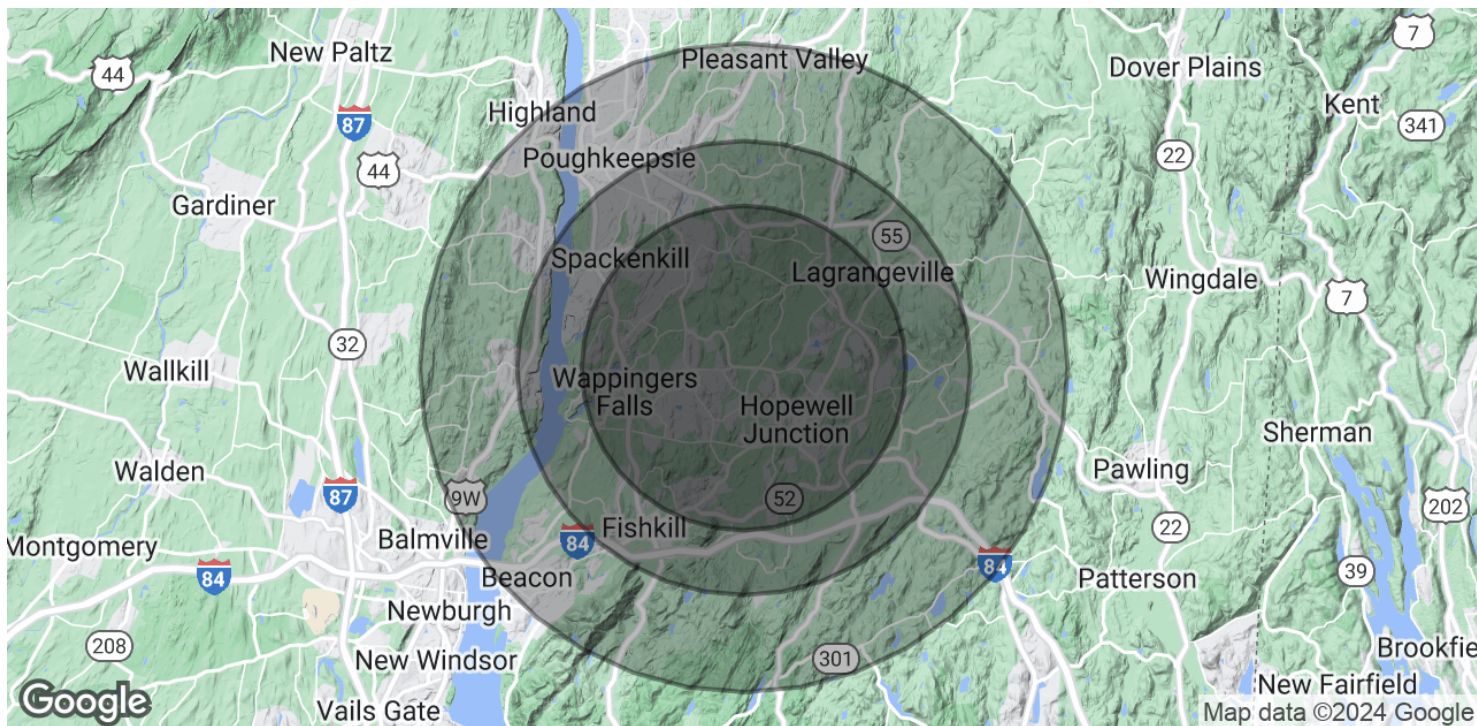 7
Pleasant Valley
New Paltz
Dover Plains
44
Kent
Highland
87
341
Poughkeepsie
22
44
Gardiner
55
Spackenkill
Lagrangeville
Wingdale
7
32
Wallkill
Wappingers
Falls
Hopewell
Junction
Sherman
Walden
Pawling
87
9W
52
202
Fishkill
22
Balmville
84
Montgomery
84
84
39
Beacon
Patterson
Newburgh
208
New Windsor
301
Brookfie
New Fairfield
Google
Vails Gate
Map data ©2024 Google